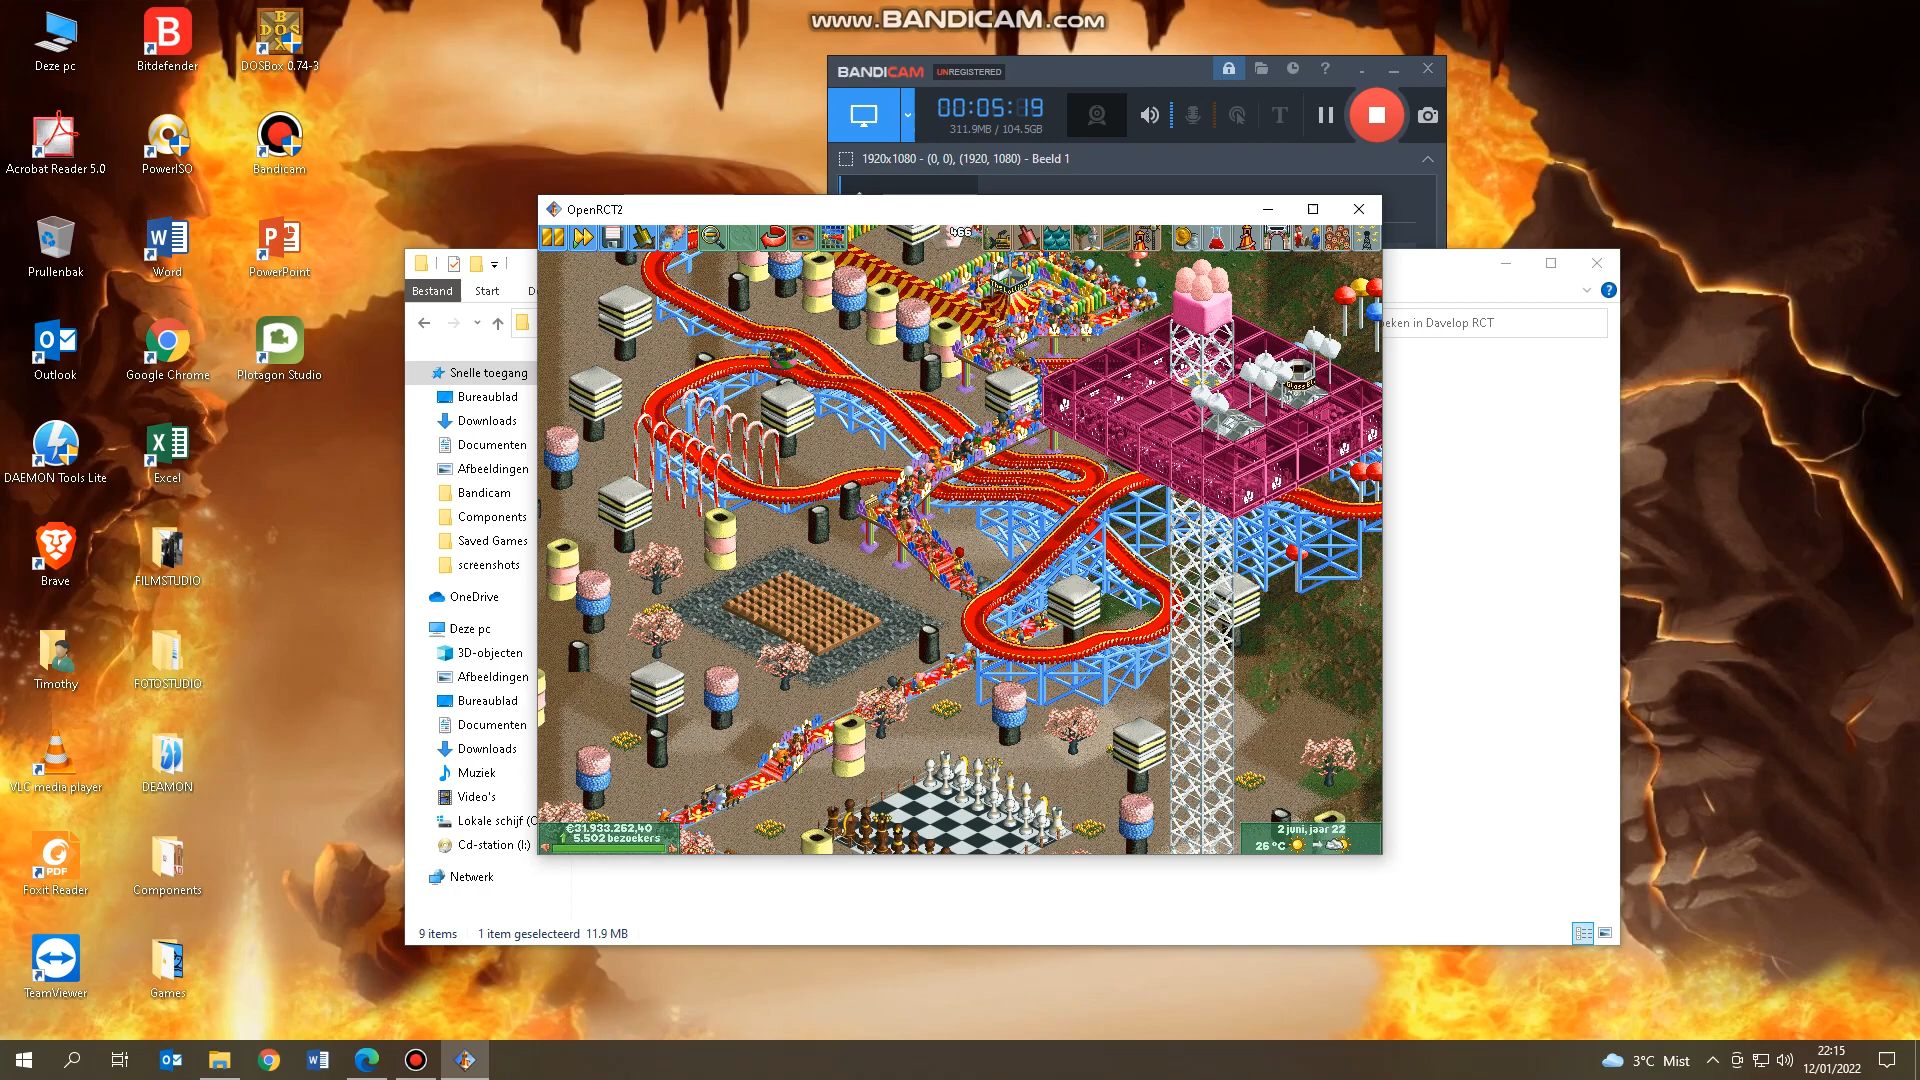 www.BANDICAM.com
Deze pc
Bitdefender
DOSBox 0.74-3
Acrobat Reader 5.0
PowerISO
Bandicam
Prullenbak
Word
PowerPoint
Outlook
Google Chrome
Plotagon Studio
DAEMON Tools Lite
Excel
Brave
FILMSTUDIO
Timothy
FOTOSTUDIO
VLC media player
DEAMON
Foxit Reader
Components
TeamViewer
Games
BANDICAM UNREGISTERED
00:05:19
311.9MB / 104.5GB
1920x1080 - (0, 0), (1920, 1080) - Beeld 1
OpenRCT2
466
Bestand
Start
eken in Davelop RCT
Snelle toegang
Bureaublad
Downloads
Documenten
Afbeeldingen
Bandicam
Components
Saved Games
screenshots
OneDrive
Deze pc
3D-objecten
Afbeeldingen
Bureaublad
Documenten
Downloads
Muziek
Video's
Lokale schijf (C
Cd-station (I:)
Netwerk
€31.933.262,40
5.502 bezoekers
2 juni, jaar 22
26°C
9 items
1 item geselecteerd 11.9 MB
3°C Mist
22:15
12/01/2022